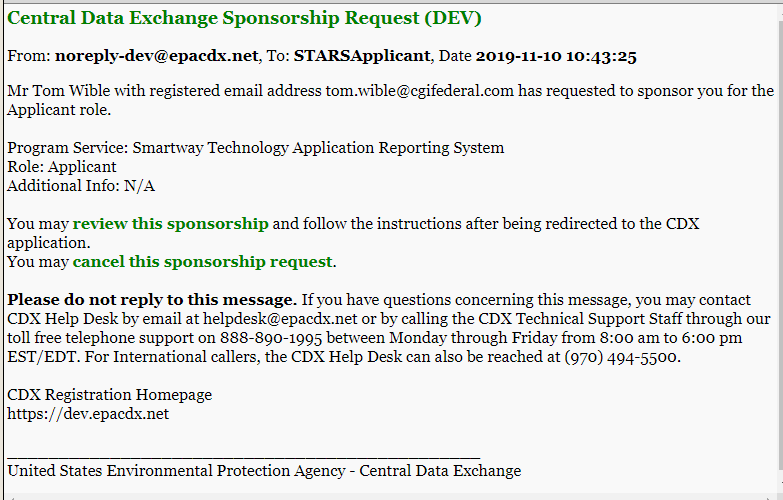 Central Data Exchange Sponsorship Request (DEV)
From: noreply-dev@epacdx.net, To: STARSApplicant, Date 2019-11-10 10:43:25
Mr Tom Wible with registered email address tom.wible@cgifederal.com has requested to sponsor you for the
Applicant role.
Program Service: Smartway Technology Application Reporting System
Role: Applicant
Additional Info: N/A
You may review this sponsorship and follow the instructions after being redirected to the CDX
application.
You may cancel this sponsorship request.
Please do not reply to this message. If you have questions concerning this message, you may contact
CDX Help Desk by email at helpdesk@epacdx.net or by calling the CDX Technical Support Staff through our
toll free telephone support on 888-890-1995 between Monday through Friday from 8:00 am to 6:00 pm
EST/EDT. For International callers, the CDX Help Desk can also be reached at (970) 494-5500.
CDX Registration Homepage
https://dev.epacdx.net
United States Environmental Protection Agency - Central Data Exchange